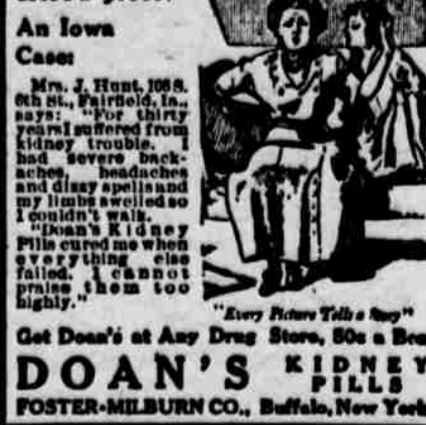 An Iowa
Case:
Mrs. J. Hunt, 108 S.
6th St., Fairfield, Ia.,
says: "For thirty
years I suffered from
kidney trouble. I
had severe back-
aches, headaches
and dizzy spells and
my limbs swelled so
I couldn't walk.
"Doan's Kidney
Pills cured me when
everything else
failed. I cannot
praise them too
highly."
"Every Picture Tells a Story"
Get Doan's at Any Drug Store, 50c a Box
DOAN'S KIDNEY
PILLS
FOSTER-MILBURN CO., Buffalo, New York